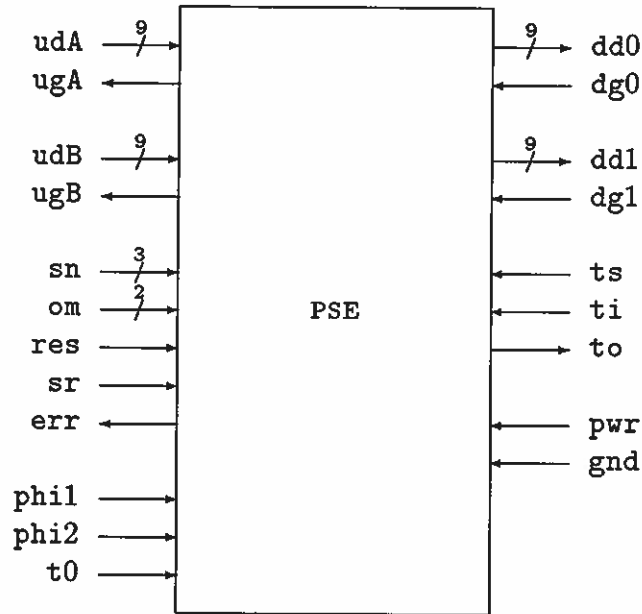 udA 9 9 dd0
ugA dg0
udB 9 9 dd1
ugB dg1
sn 3 ts
om 2 PSE ti
res to
sr
err pwr
gnd
phi1
phi2
t0